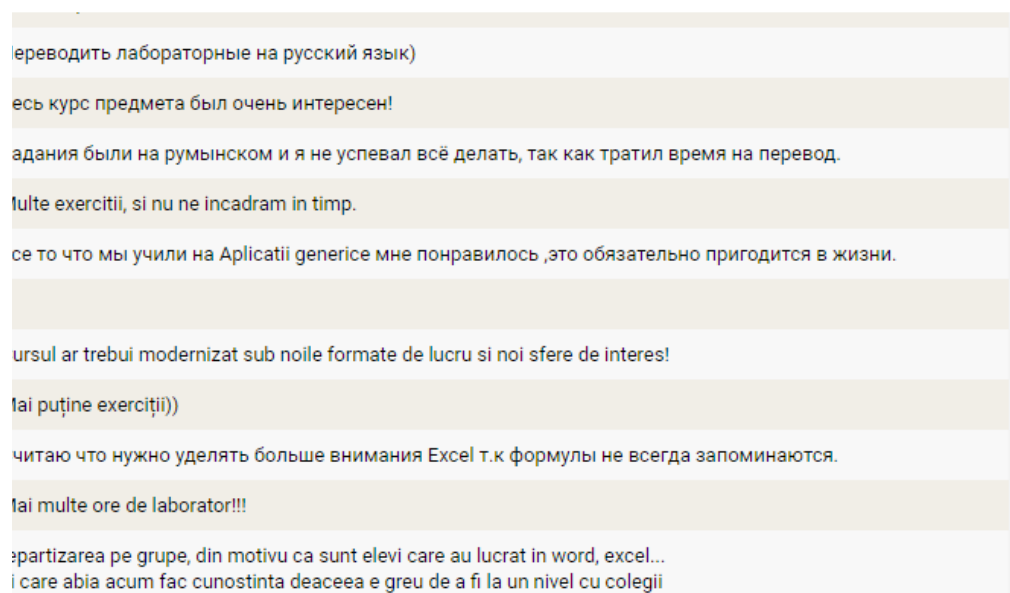 ереводить лабораторные на русский язык)
есь курс предмета был очень интересен!
адания были на румынском и я не успевал всё делать, так как тратил время на перевод.
ulte exercitii, si nu ne incadram in timp.
се то что мы учили на Aplicatii generice мне понравилось ,это обязательно пригодится в жизни.
ursul ar trebui modernizat sub noile formate de lucru si noi sfere de interes!
ai puține exerciții))
читаю что нужно уделять больше внимания Excel т.к формулы не всегда запоминаются.
ai multe ore de laborator!!!
epartizarea pe grupe, din motivu ca sunt elevi care au lucrat in word, excel...
i care abia acum fac cunostinta deaceea e greu de a fi la un nivel cu colegii